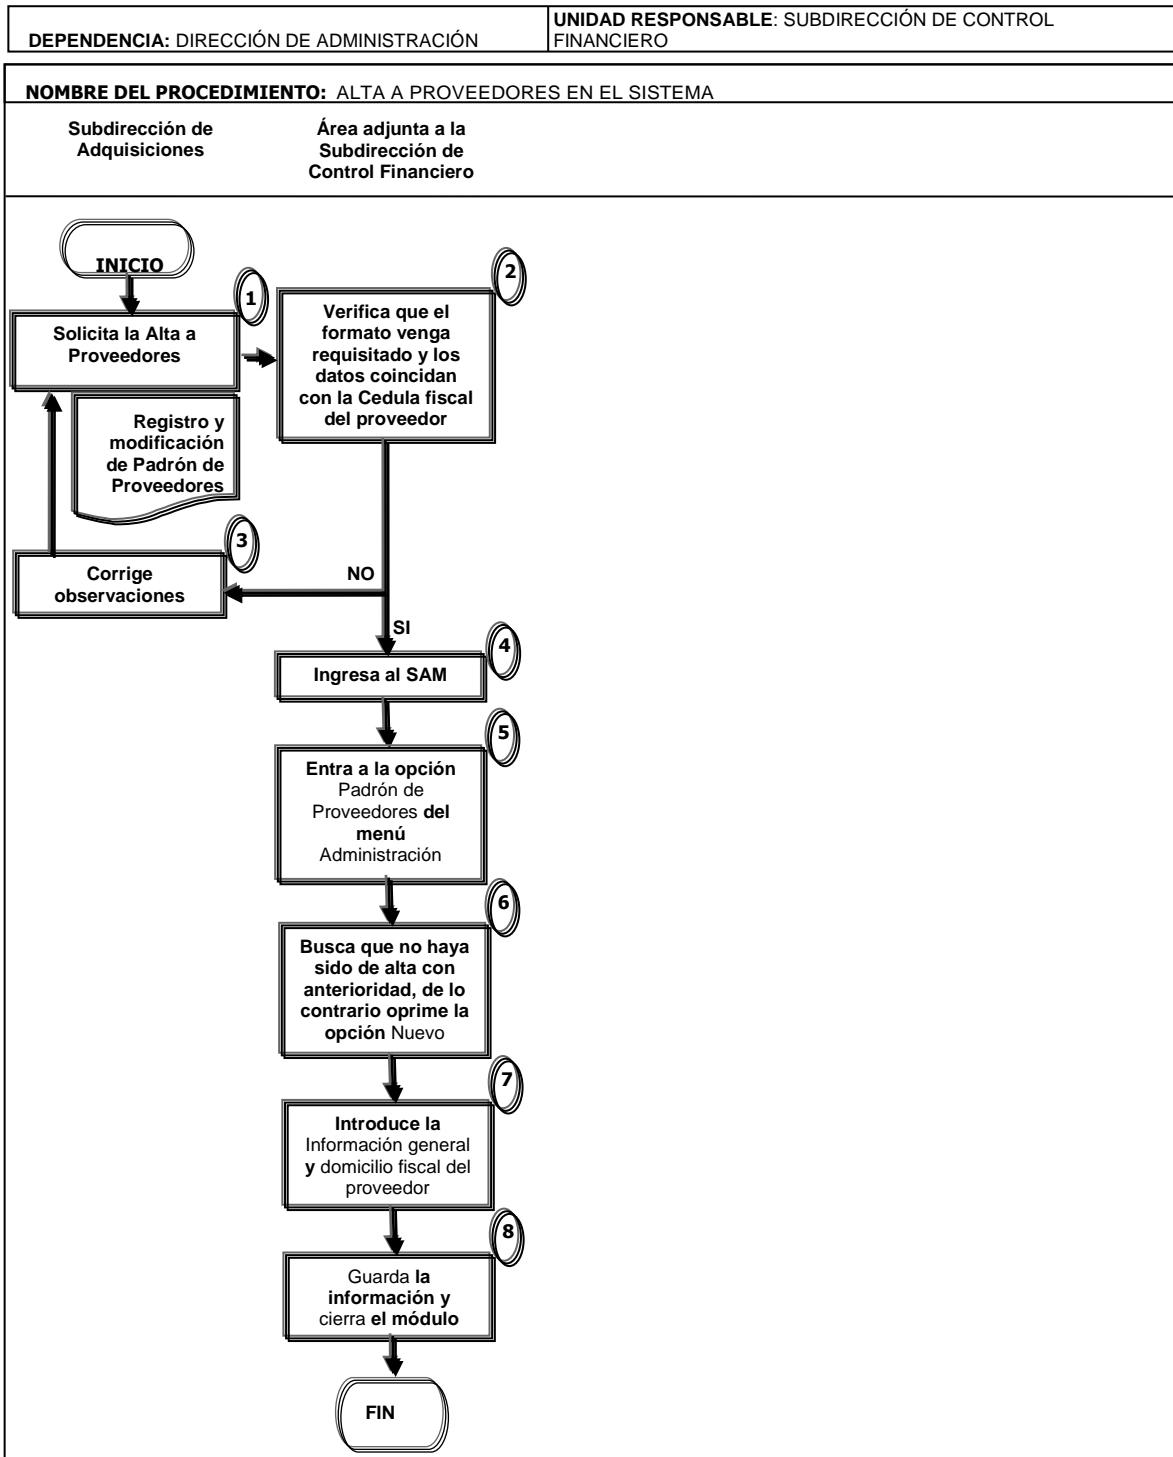 DEPENDENCIA: DIRECCIÓN DE ADMINISTRACIÓN
UNIDAD RESPONSABLE: SUBDIRECCIÓN DE CONTROL
FINANCIERO
NOMBRE DEL PROCEDIMIENTO: ALTA A PROVEEDORES EN EL SISTEMA
Subdirección de
Adquisiciones
Área adjunta a la
Subdirección de
Control Financiero
INICIO
1
Solicita la Alta a
Proveedores
Registro y
modificación
de Padrón de
Proveedores
2
Verifica que el
formato venga
requisitado y los
datos coincidan
con la Cedula fiscal
del proveedor
3
Corrige
observaciones
NO
SI
4
Ingresa al SAM
5
Entra a la opción
Padrón de
Proveedores del
menú
Administración
6
Busca que no haya
sido de alta con
anterioridad, de lo
contrario oprime la
opción Nuevo
7
Introduce la
Información general
y domicilio fiscal del
proveedor
8
Guarda la
información y
cierra el módulo
FIN